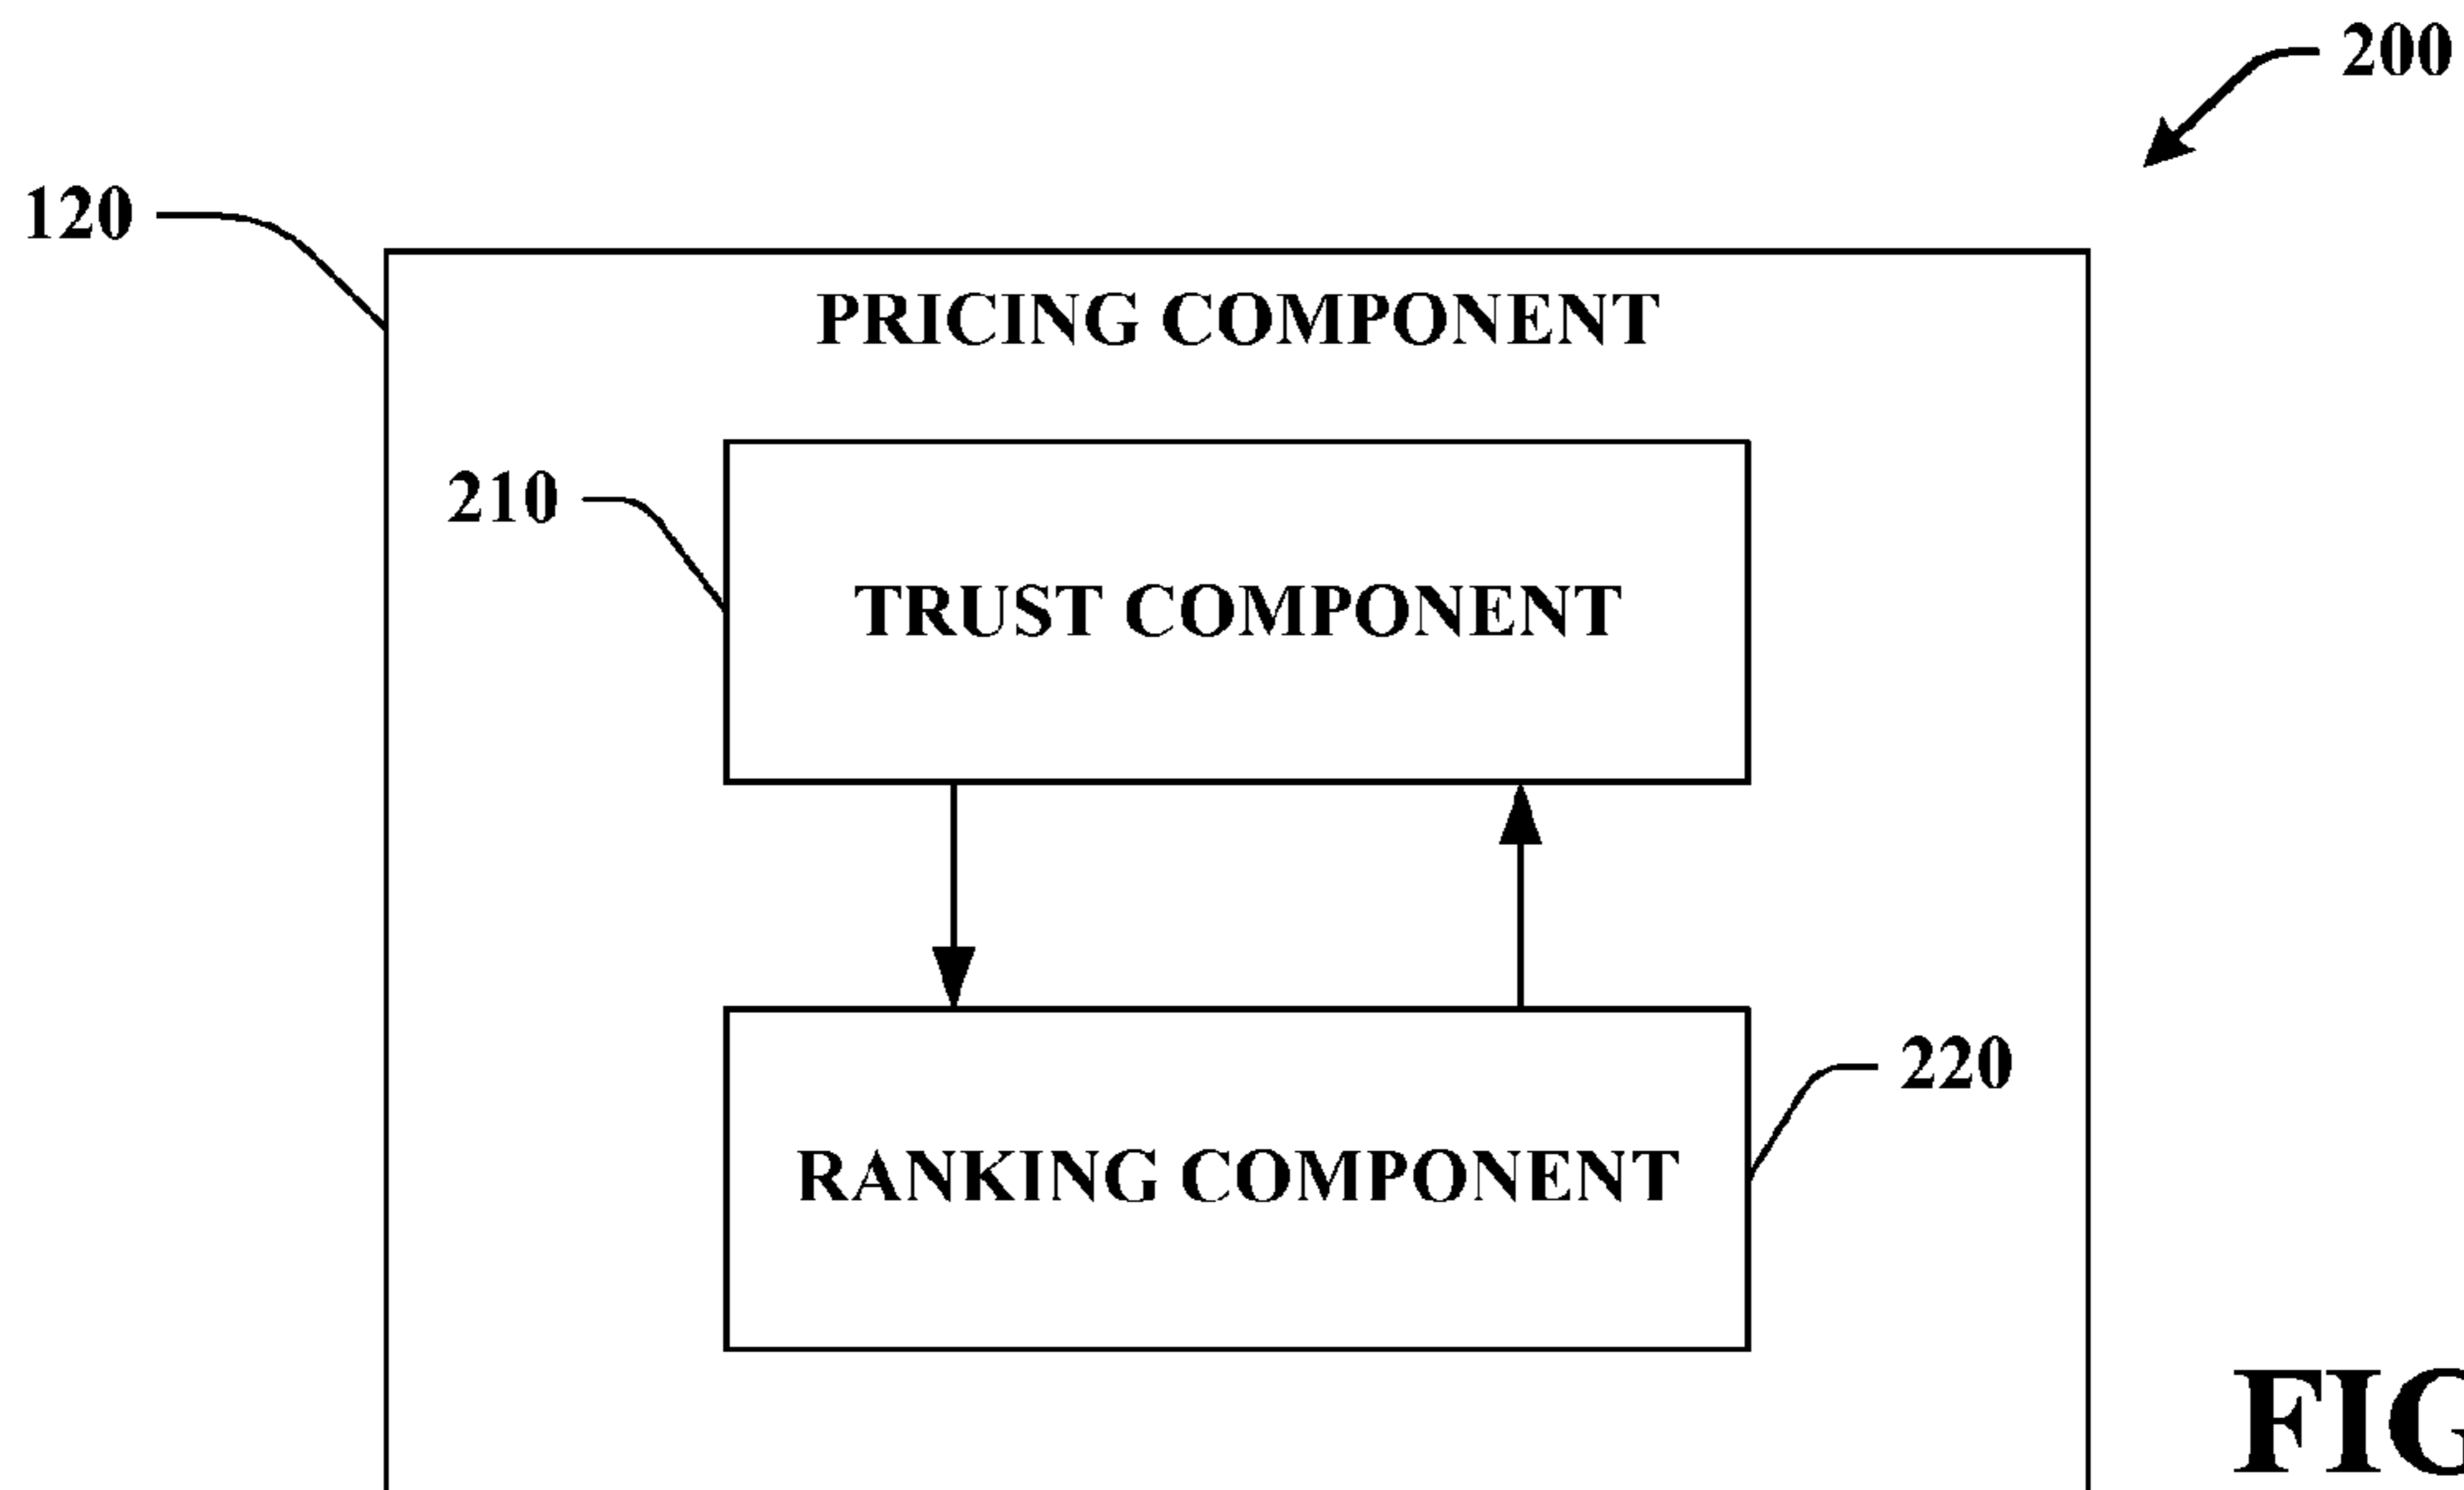 200
120
PRICING COMPONENT
210
TRUST COMPONENT
220
RANKING COMPONENT
FIG